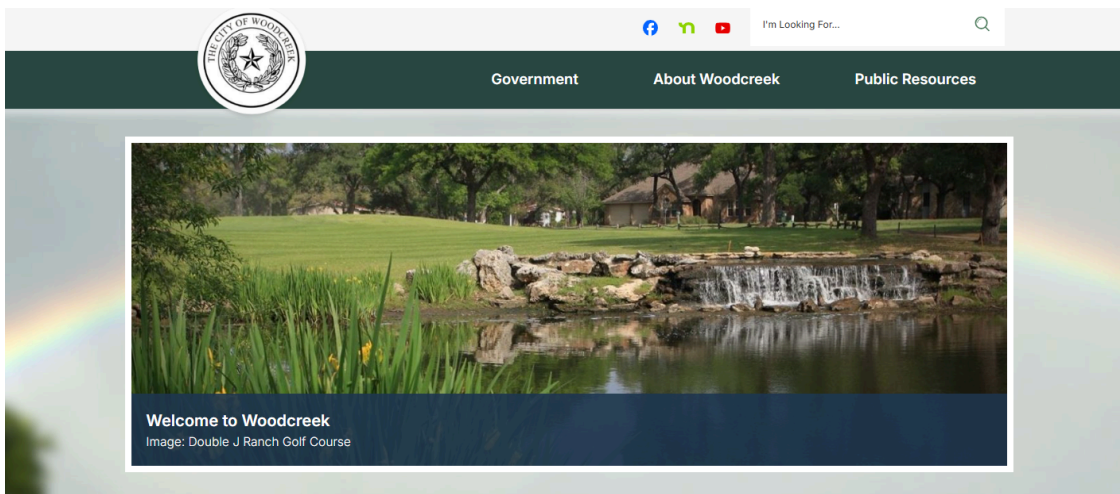 THE CITY OF WOODCREEK
I'm Looking For...
Government
About Woodcreek
Public Resources
Welcome to Woodcreek
Image: Double J Ranch Golf Course